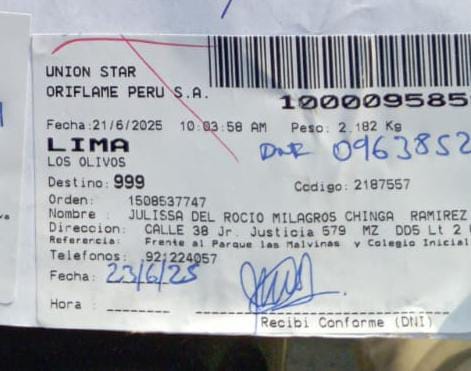 UNION STAR
ORIFLAME PERU S.A.
1000009585
Fecha:21/6/2025 10:03:58 AM Peso: 2.182 Kg
LIMA
DNI 0963852
LOS OLIVOS
Destino: 999 Codigo: 2187557
Orden: 1508537747
Nombre : JULISSA DEL ROCIO MILAGROS CHINGA RAMIREZ
Direccion: CALLE 38 Jr. Justicia 579 MZ DD5 Lt 2
Referencia: Frente al Parque las Malvinas y Colegio Inicial
Telefonos: .921224057
Fecha: 23/6/25
Hora :
Recibi Conforme (DNI)